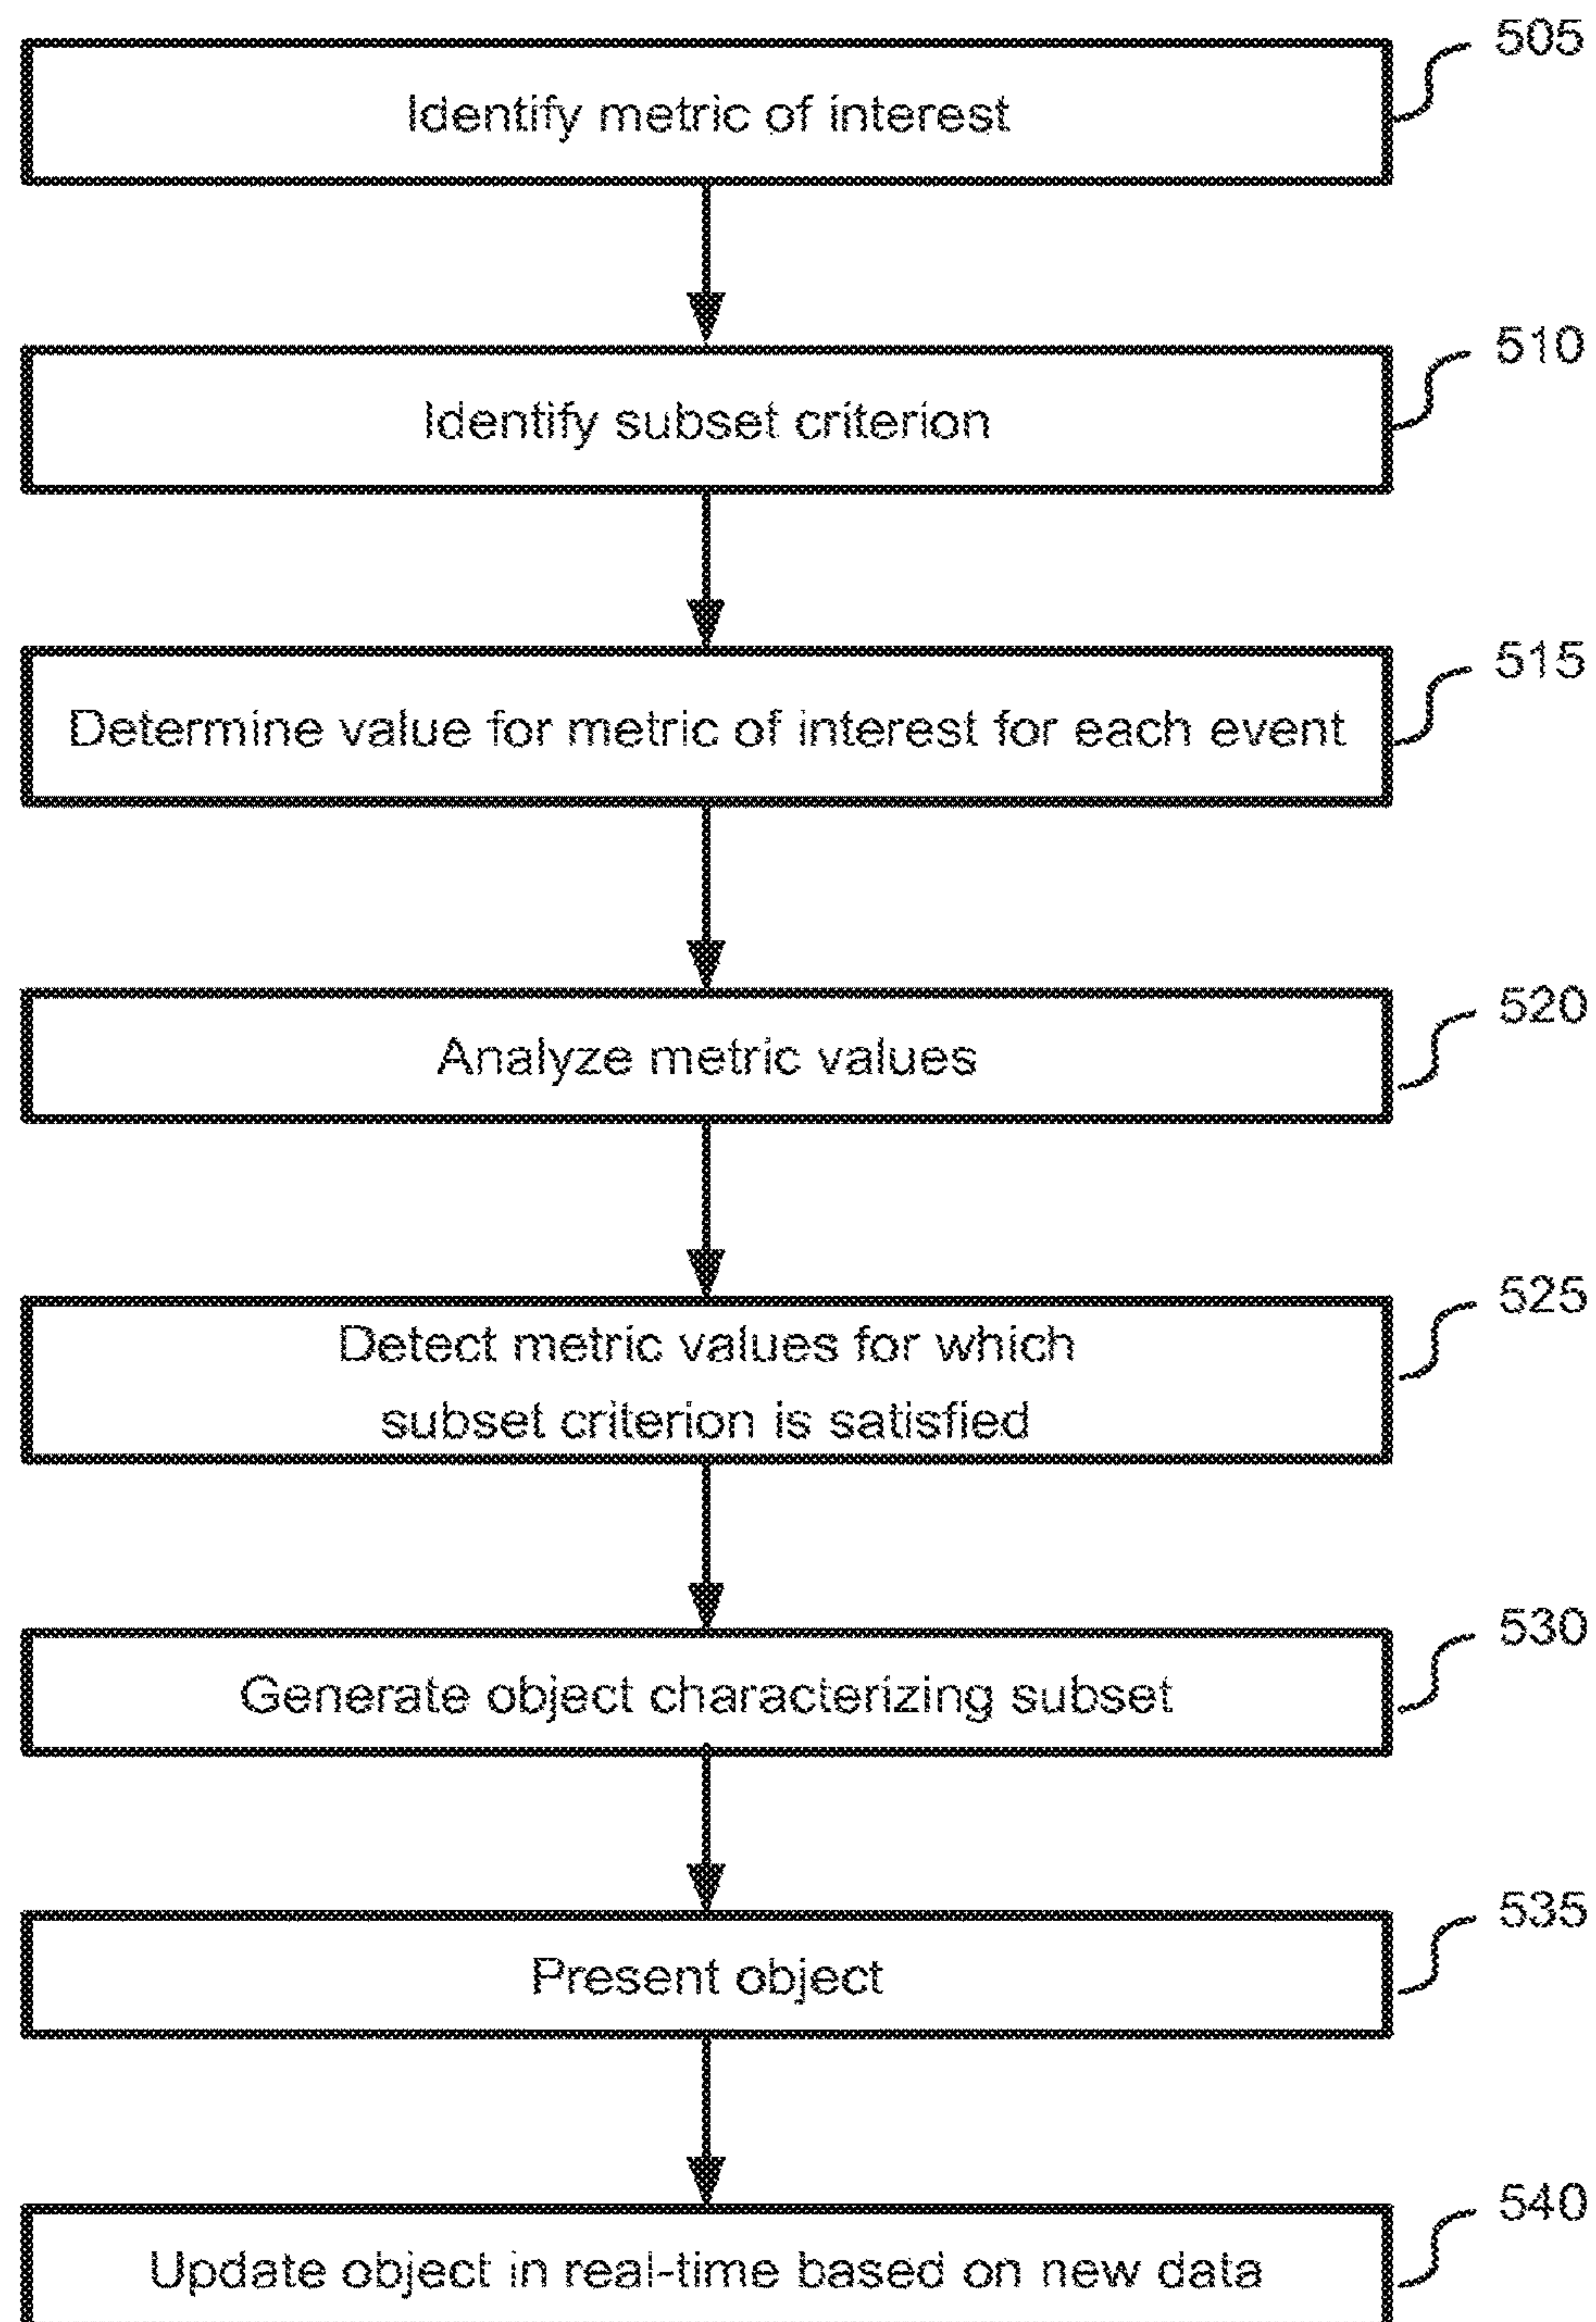 505
Identify metric of interest
510
Identify subset criterion
515
Determine value for metric of interest for each event
520
Analyze metric values
525
Detect metric values for which
subset criterion is satisfied
530
Generate object characterizing subset
535
Present object
540
Update object in real-time based on new data